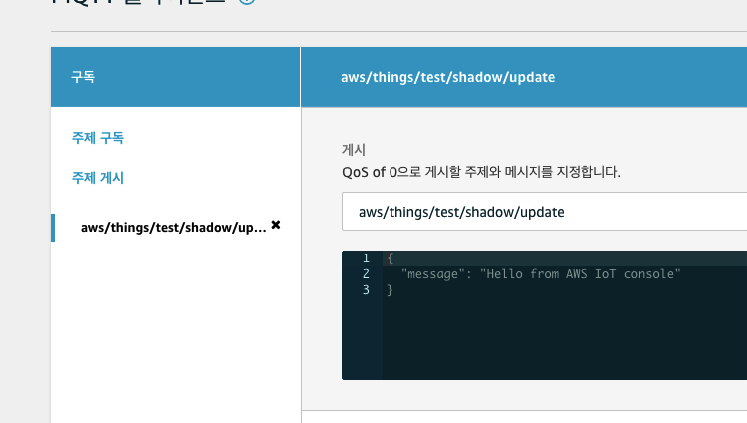 구독
aws/things/test/shadow/update
주제 구독
주제 게시
aws/things/test/shadow/up... ✖
게시
QoS of 0으로 게시할 주제와 메시지를 지정합니다.
aws/things/test/shadow/update
1 {
2 "message": "Hello from AWS IoT console"
3 }